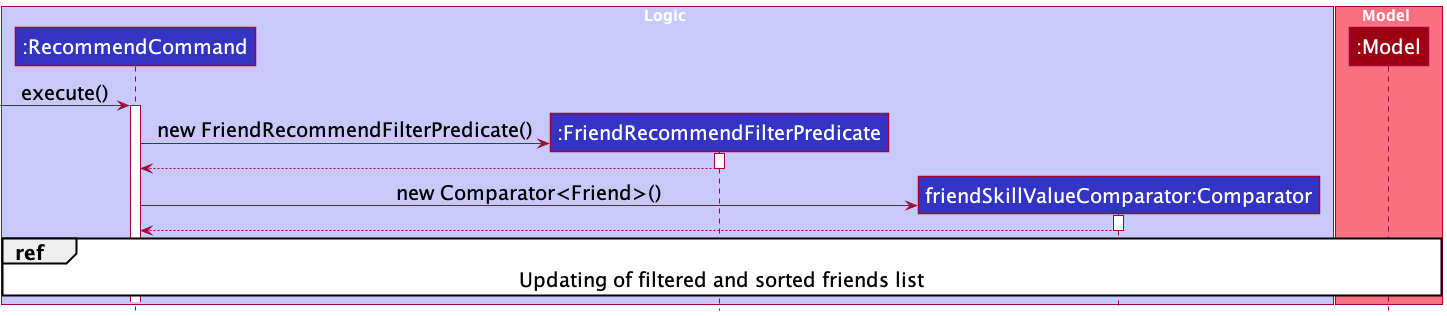 Logic
Model
:RecommendCommand
:Model
execute()
new FriendRecommendFilterPredicate()
:FriendRecommendFilterPredicate
new Comparator<Friend>()
friendSkillValueComparator:Comparator
ref
Updating of filtered and sorted friends list